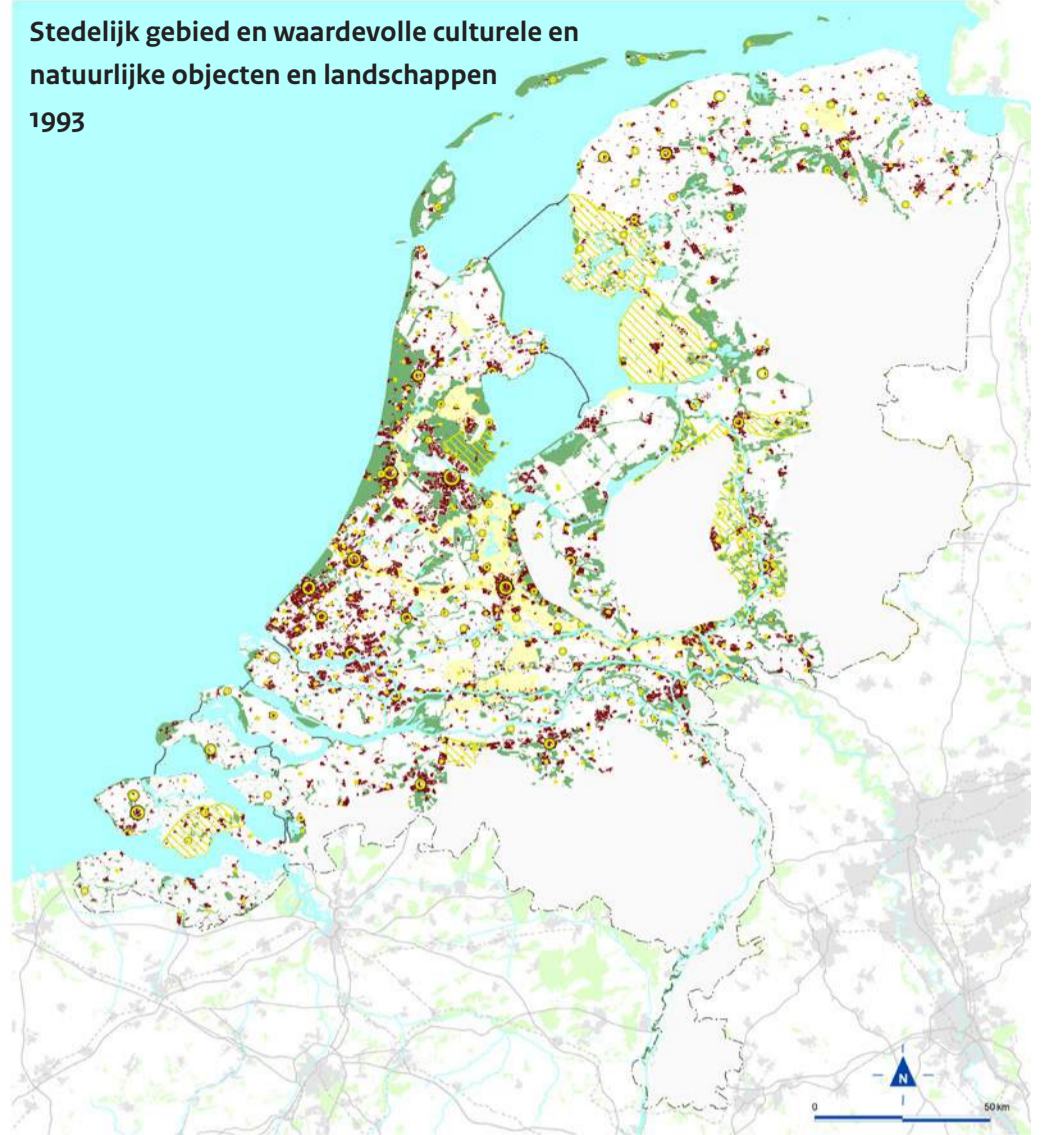 Stedelijk gebied en waardevolle culturele en
natuurlijke objecten en landschappen
1993
N
0
50 km